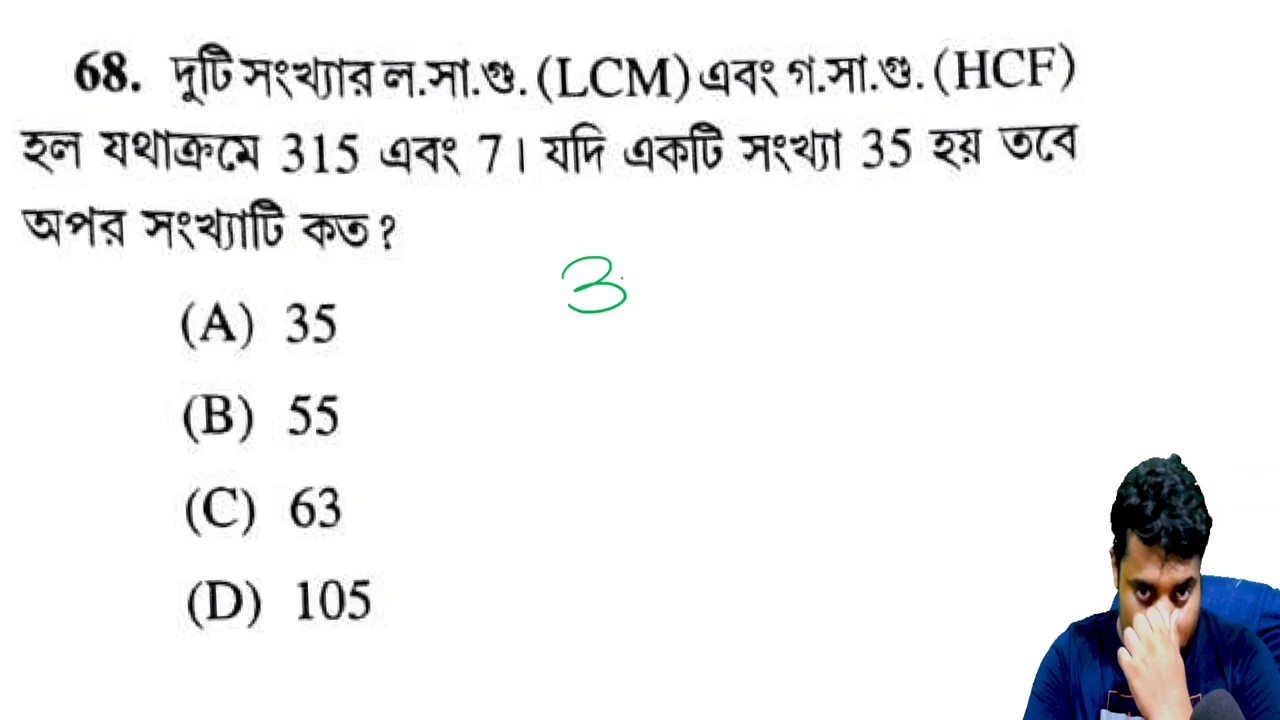 68. দুটি সংখ্যার ল.সা.গু. (LCM) এবং গ.সা.গু. (HCF)
হল যথাক্রমে 315 এবং 7। যদি একটি সংখ্যা 35 হয় তবে
অপর সংখ্যাটি কত?
3
(A) 35
(B) 55
(C) 63
(D) 105